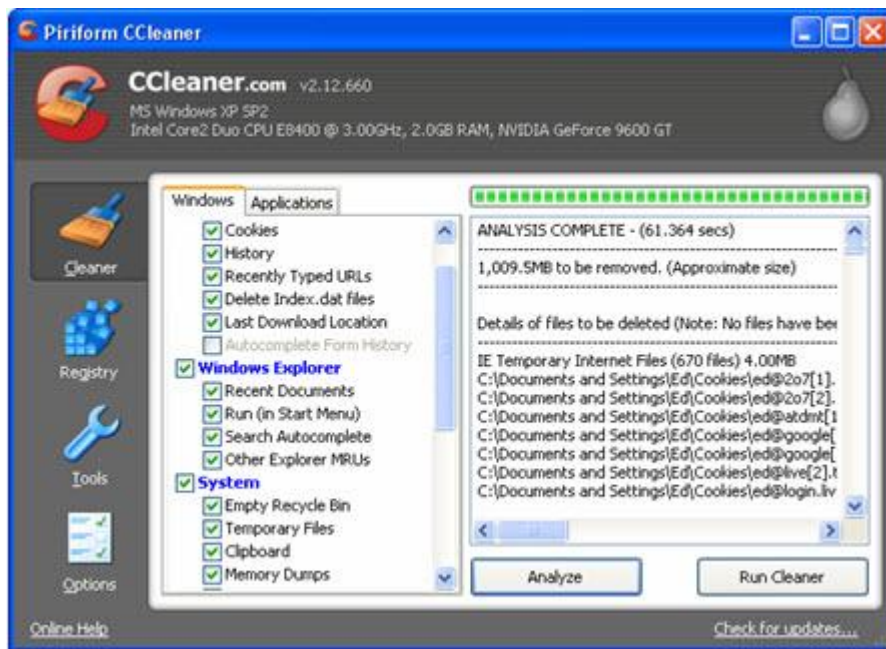 Piriform CCleaner
CCleaner.com v2.12.660
MS Windows XP SP2
Intel Core2 Duo CPU E8400 @ 3.00GHz, 2.0GB RAM, NVIDIA GeForce 9600 GT
Cleaner
Registry
Tools
Options
Windows
Applications
Cookies
History
Recently Typed URLs
Delete Index.dat files
Last Download Location
Autocomplete Form History
Windows Explorer
Recent Documents
Run (in Start Menu)
Search Autocomplete
Other Explorer MRUs
System
Empty Recycle Bin
Temporary Files
Clipboard
Memory Dumps
ANALYSIS COMPLETE - (61.364 secs)
1,009.5MB to be removed. (Approximate size)
Details of files to be deleted (Note: No files have bee
IE Temporary Internet Files (670 files) 4.00MB
C:\Documents and Settings\Ed\Cookies\ed@2o7[1].
C:\Documents and Settings\Ed\Cookies\ed@2o7[2].
C:\Documents and Settings\Ed\Cookies\ed@atdmt[1
C:\Documents and Settings\Ed\Cookies\ed@google[
C:\Documents and Settings\Ed\Cookies\ed@google[
C:\Documents and Settings\Ed\Cookies\ed@live[2].t
C:\Documents and Settings\Ed\Cookies\ed@login.liv
Analyze
Run Cleaner
Online Help
Check for updates...